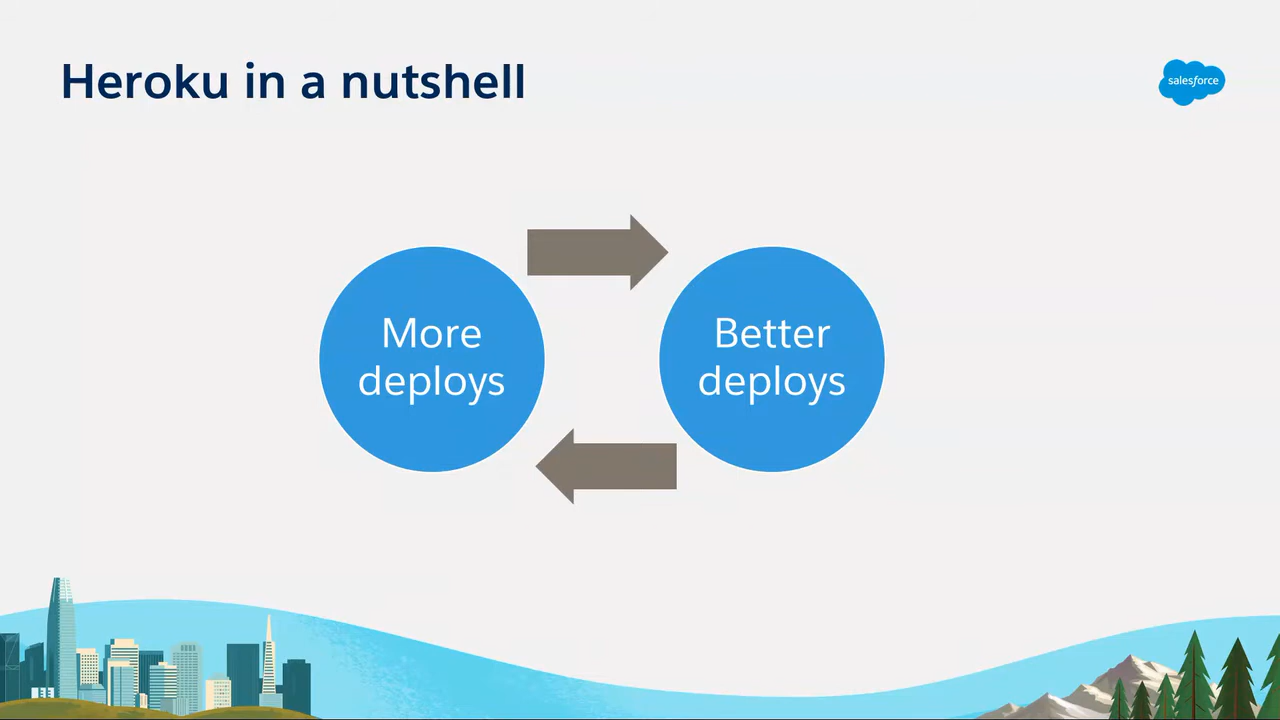 Heroku in a nutshell
salesforce
More
deploys
Better
deploys